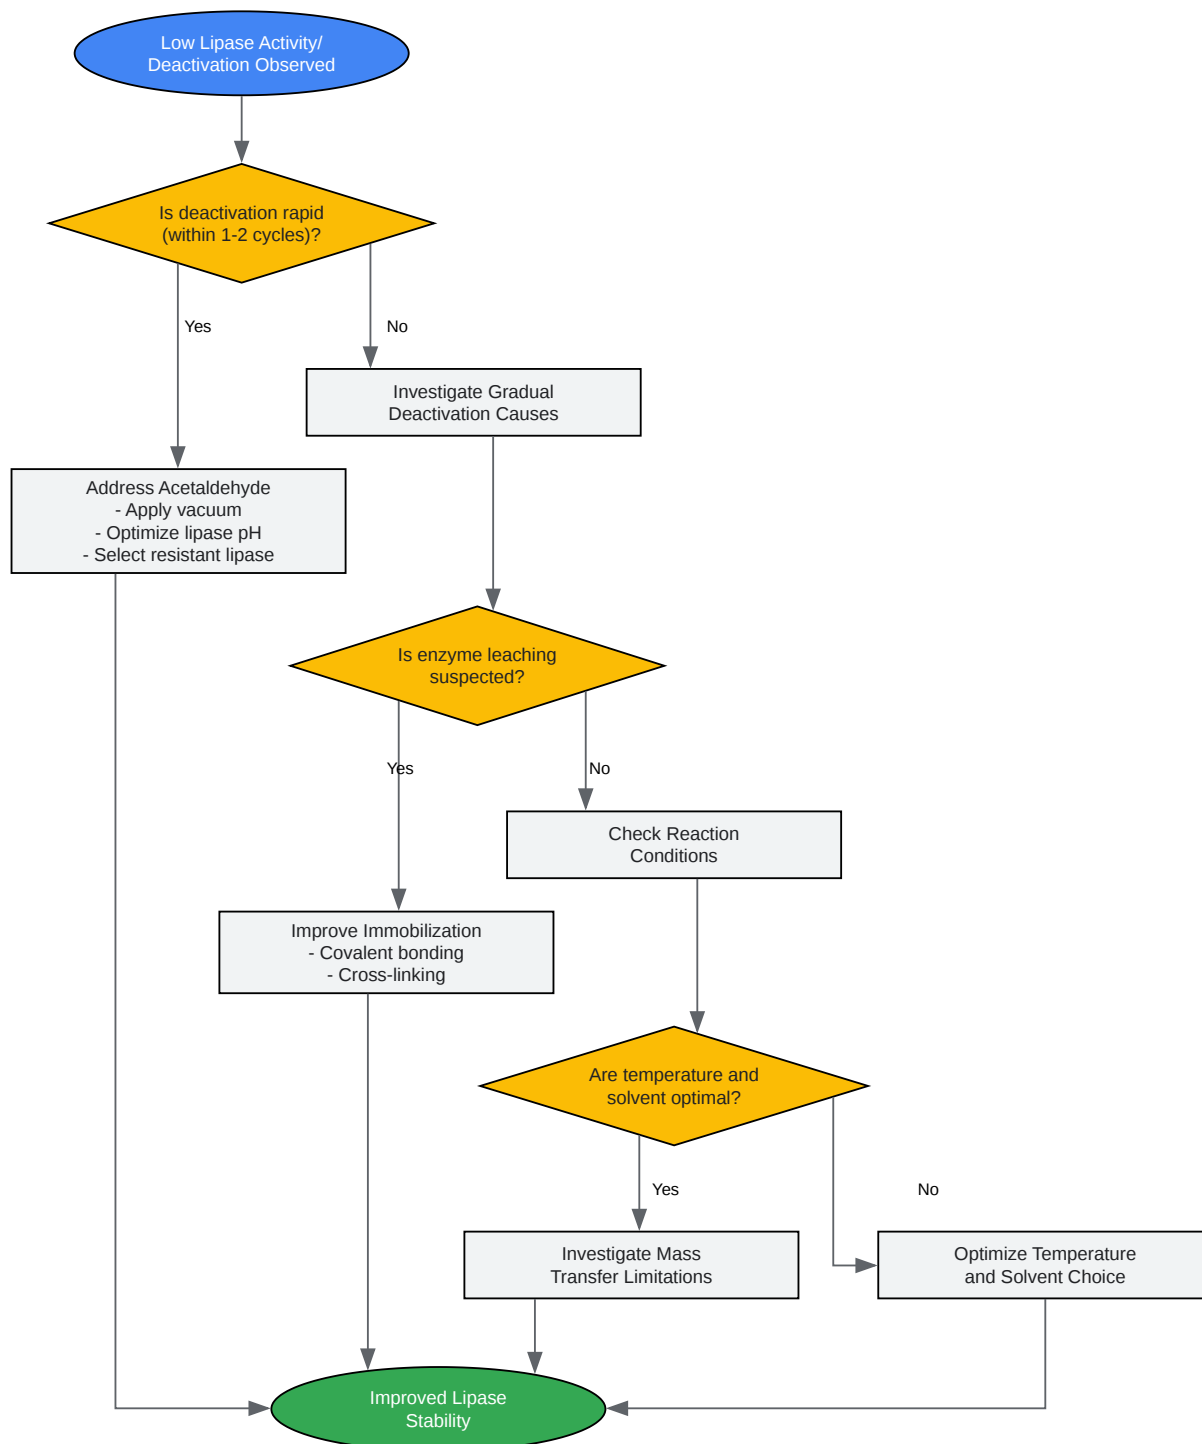 Low Lipase Activity/
Deactivation Observed
Is deactivation rapid
(within 1-2 cycles)?
Yes
No
Investigate Gradual
Deactivation Causes
Address Acetaldehyde
- Apply vacuum
- Optimize lipase pH
- Select resistant lipase
Is enzyme leaching
suspected?
Yes
No
Check Reaction
Conditions
Improve Immobilization
- Covalent bonding
- Cross-linking
Are temperature and
solvent optimal?
Yes
No
Investigate Mass
Transfer Limitations
Optimize Temperature
and Solvent Choice
Improved Lipase
Stability